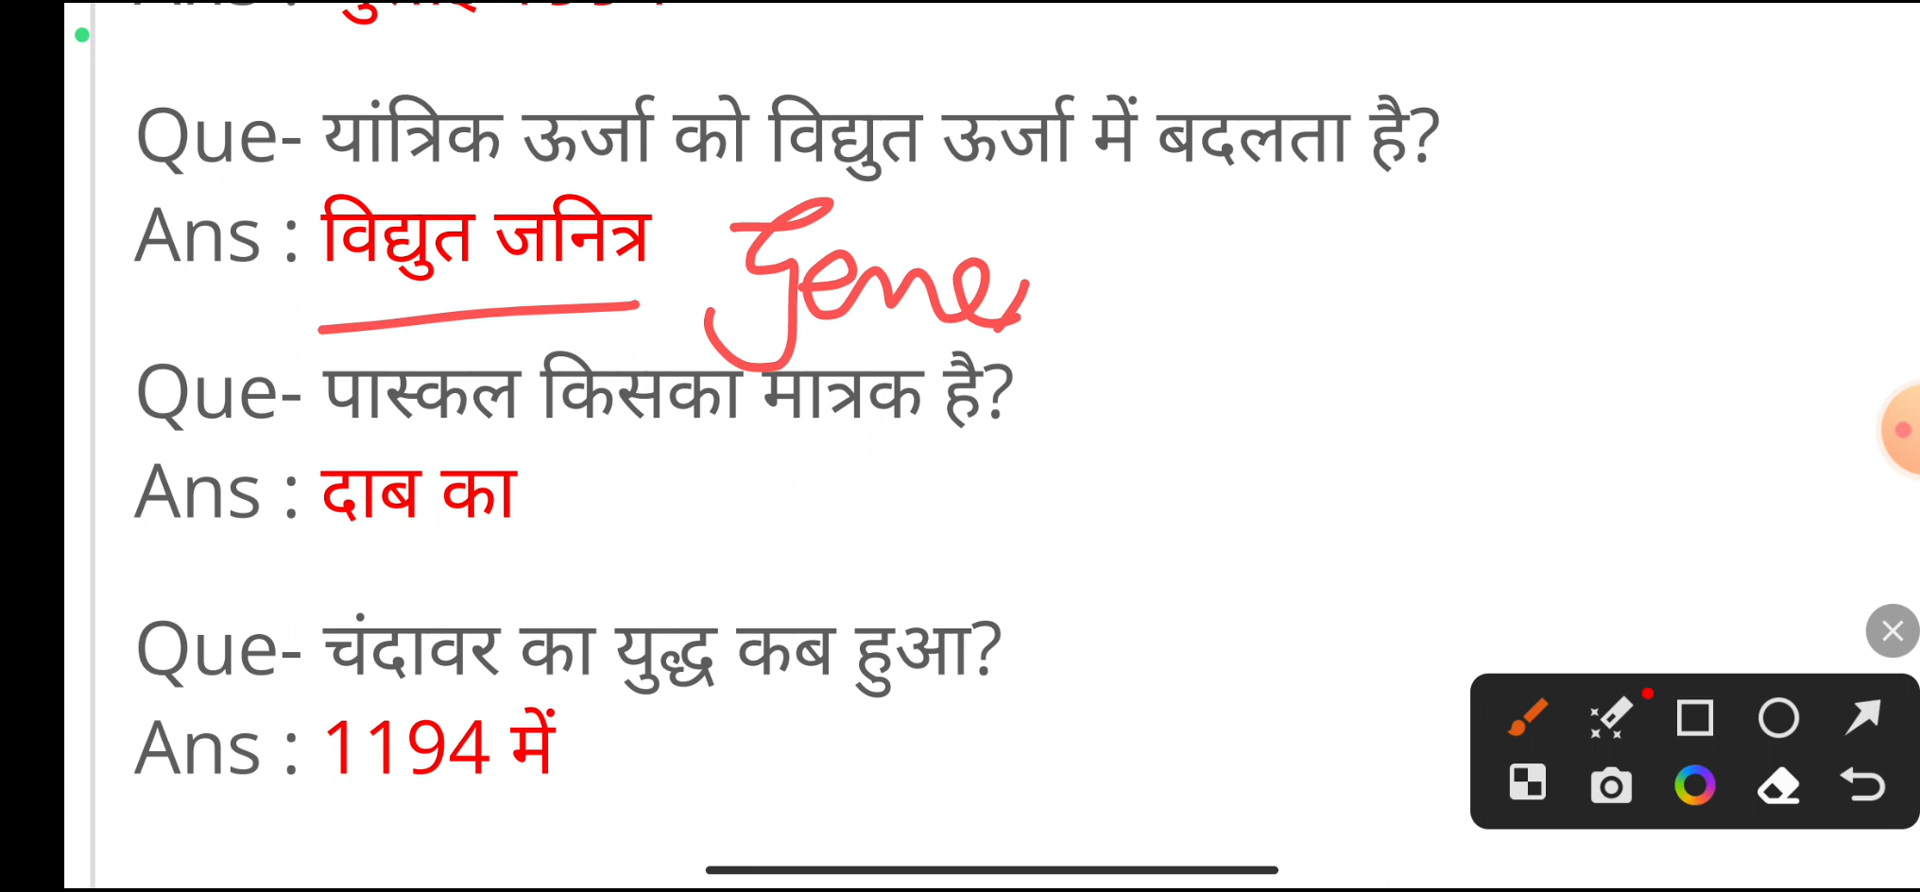 Que- यांत्रिक ऊर्जा को विद्युत ऊर्जा में बदलता है?
Ans : विद्युत जनित्र Gene
Que- पास्कल किसका मात्रक है?
Ans : दाब का
Que- चंदावर का युद्ध कब हुआ?
Ans : 1194 में